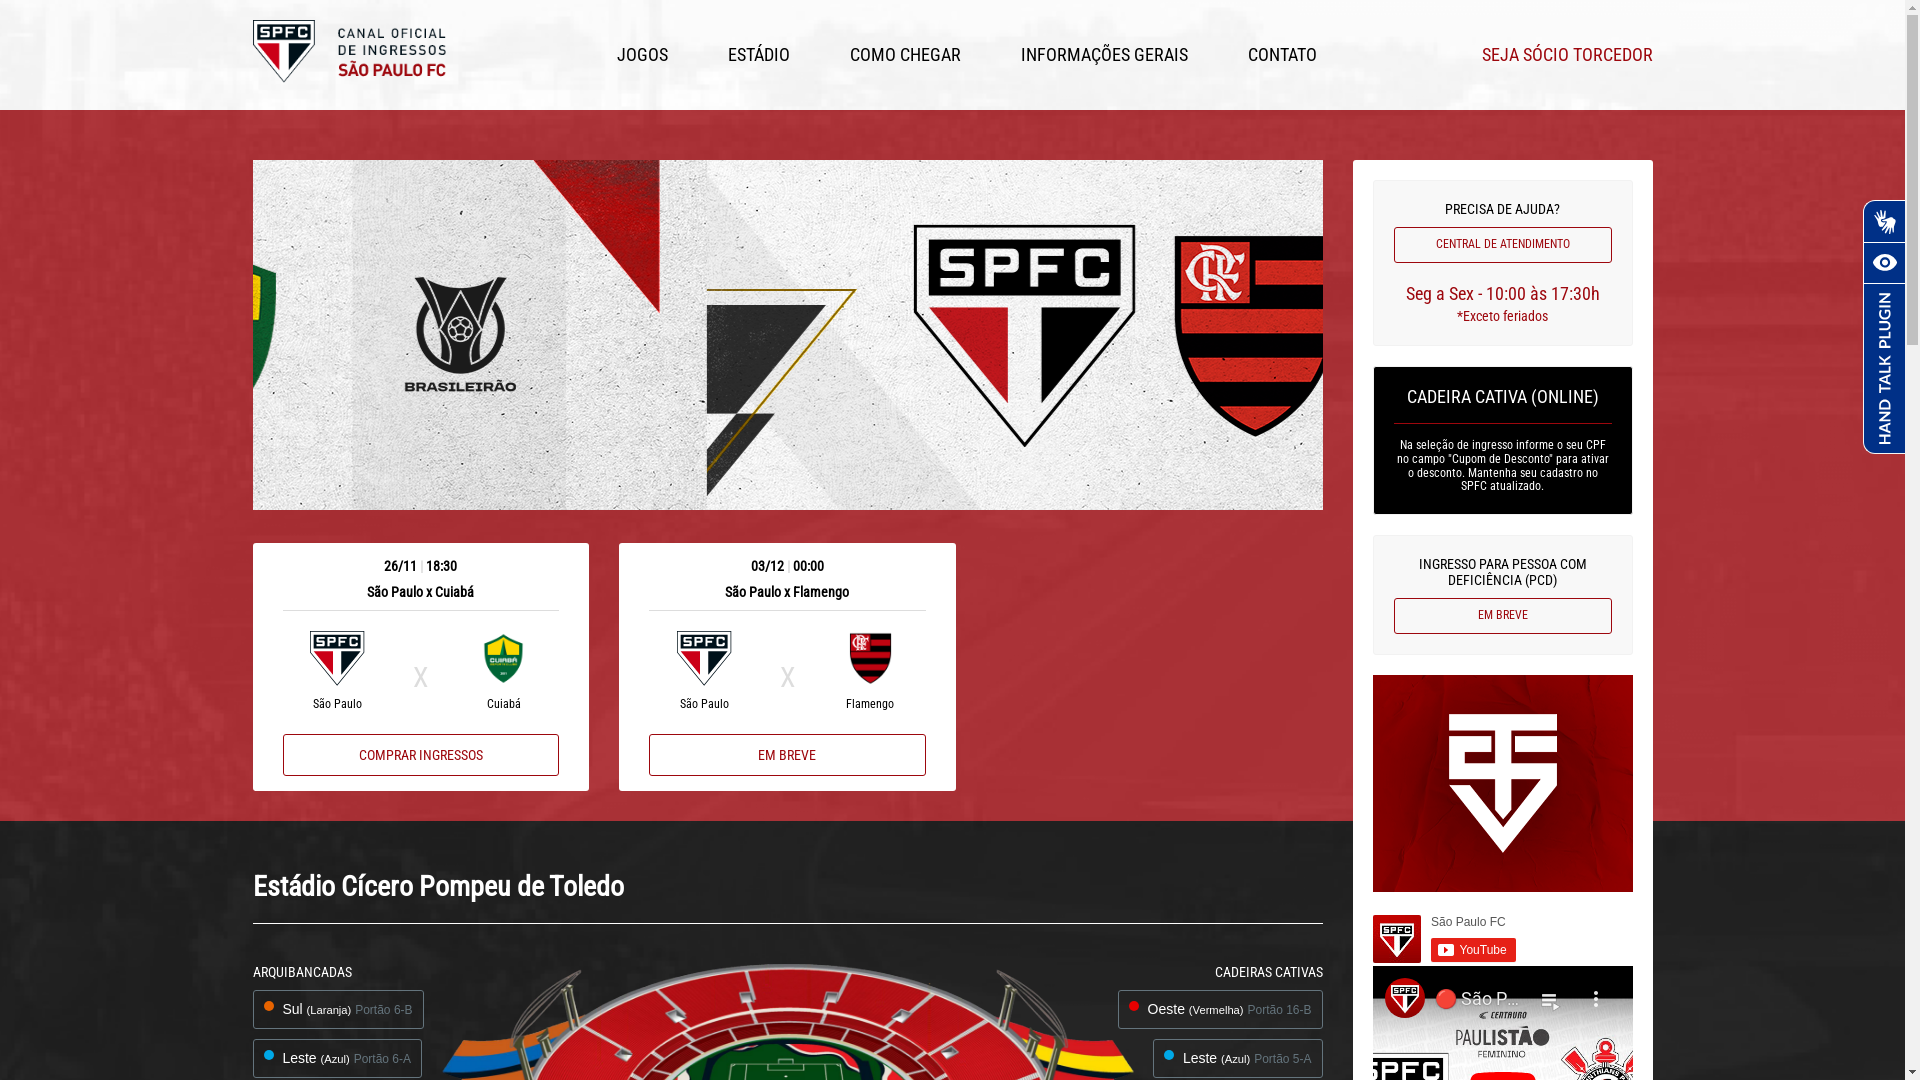 SPFC
CANAL OFICIAL
DE INGRESSOS
SÃO PAULO FC
JOGOS
ESTÁDIO
COMO CHEGAR
INFORMAÇÕES GERAIS
CONTATO
SEJA SÓCIO TORCEDOR
BRASILEIRÃO
SPFC
CRF
PRECISA DE AJUDA?
CENTRAL DE ATENDIMENTO
Seg a Sex - 10:00 às 17:30h
*Exceto feriados
HAND TALK PLUGIN
CADEIRA CATIVA (ONLINE)
Na seleção de ingresso informe o seu CPF
no campo "Cupom de Desconto" para ativar
o desconto. Mantenha seu cadastro no
SPFC atualizado.
INGRESSO PARA PESSOA COM
DEFICIÊNCIA (PCD)
EM BREVE
26/11 | 18:30
São Paulo x Cuiabá
SPFC
X
CUIABÁ
São Paulo
Cuiabá
COMPRAR INGRESSOS
03/12 | 00:00
São Paulo x Flamengo
SPFC
X
São Paulo
Flamengo
EM BREVE
São Paulo FC
YouTube
SPFC
São P...
CENTAURO
PAULISTÃO
FEMININO
SPFC
Estádio Cícero Pompeu de Toledo
ARQUIBANCADAS
Sul (Laranja) Portão 6-B
Leste (Azul) Portão 6-A
CADEIRAS CATIVAS
Oeste (Vermelha) Portão 16-B
Leste (Azul) Portão 5-A